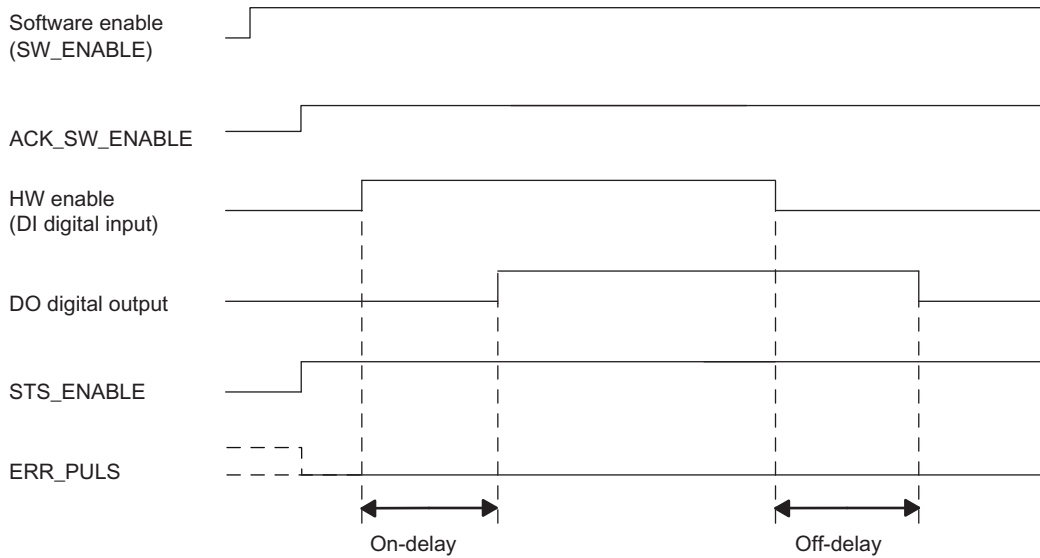 Software enable
(SW_ENABLE)
ACK_SW_ENABLE
HW enable
(DI digital input)
DO digital output
STS_ENABLE
ERR_PULS
On-delay
Off-delay